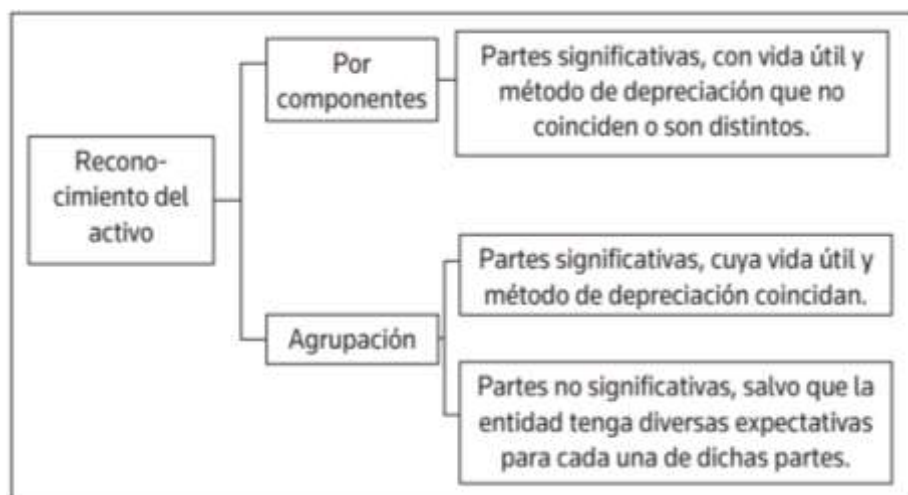 Por
componentes
Partes significativas, con vida útil y
método de depreciación que no
coinciden o son distintos.
Recono-
cimiento del
activo
Agrupación
Partes significativas, cuya vida útil y
método de depreciación coincidan.
Partes no significativas, salvo que la
entidad tenga diversas expectativas
para cada una de dichas partes.